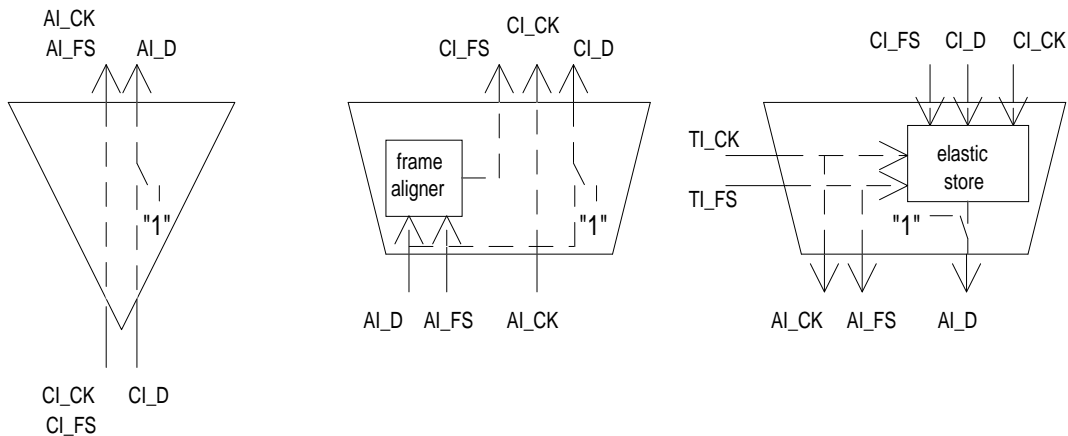 AI_CK
AI_FS AI_D
"1"
CI_CK CI_D
CI_FS
CI_CK
CI_FS CI_D
frame
aligner
"1"
AI_D AI_FS AI_CK
CI_FS CI_D CI_CK
TI_CK
elastic
store
TI_FS
"1"
AI_CK AI_FS AI_D